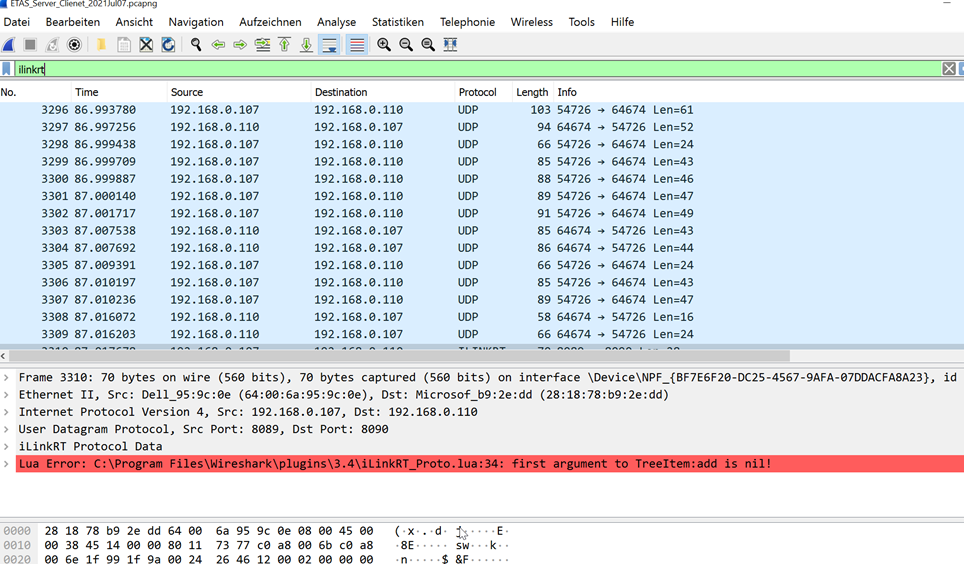 ETAS_Server_Clienet_2021Jul07.pcapng
Datei Bearbeiten Ansicht Navigation Aufzeichnen Analyse Statistiken Telephonie Wireless Tools Hilfe
ilinkrt
No. Time Source Destination Protocol Length Info
3296 86.993780 192.168.0.107 192.168.0.110 UDP 103 54726 → 64674 Len=61
3297 86.997256 192.168.0.110 192.168.0.107 UDP 94 64674 → 54726 Len=52
3298 86.999438 192.168.0.107 192.168.0.110 UDP 66 54726 → 64674 Len=24
3299 86.999709 192.168.0.107 192.168.0.110 UDP 85 54726 → 64674 Len=43
3300 86.999887 192.168.0.107 192.168.0.110 UDP 88 54726 → 64674 Len=46
3301 87.000140 192.168.0.107 192.168.0.110 UDP 89 54726 → 64674 Len=47
3302 87.001717 192.168.0.107 192.168.0.110 UDP 91 54726 → 64674 Len=49
3303 87.007538 192.168.0.110 192.168.0.107 UDP 85 64674 → 54726 Len=43
3304 87.007692 192.168.0.110 192.168.0.107 UDP 86 64674 → 54726 Len=44
3305 87.009391 192.168.0.107 192.168.0.110 UDP 66 54726 → 64674 Len=24
3306 87.010197 192.168.0.107 192.168.0.110 UDP 85 54726 → 64674 Len=43
3307 87.010236 192.168.0.107 192.168.0.110 UDP 89 54726 → 64674 Len=47
3308 87.016072 192.168.0.110 192.168.0.107 UDP 58 64674 → 54726 Len=16
3309 87.016203 192.168.0.110 192.168.0.107 UDP 66 64674 → 54726 Len=24
Frame 3310: 70 bytes on wire (560 bits), 70 bytes captured (560 bits) on interface \Device\NPF_{BF7E6F20-DC25-4567-9AFA-07DDACFA8A23}, id
Ethernet II, Src: Dell_95:9c:0e (64:00:6a:95:9c:0e), Dst: Microsof_b9:2e:dd (28:18:78:b9:2e:dd)
Internet Protocol Version 4, Src: 192.168.0.107, Dst: 192.168.0.110
User Datagram Protocol, Src Port: 8089, Dst Port: 8090
iLinkRT Protocol Data
Lua Error: C:\Program Files\Wireshark\plugins\3.4\iLinkRT_Proto.lua:34: first argument to TreeItem:add is nil!
0000 28 18 78 b9 2e dd 64 00 6a 95 9c 0e 08 00 45 00 (·x·.·d· j·····E·
0010 00 38 45 14 00 00 80 11 73 77 c0 a8 00 6b c0 a8 ·8E····· sw···k··
0020 00 6e 1f 99 1f 9a 00 24 26 46 12 00 02 00 00 00 ·n·····$ &F······